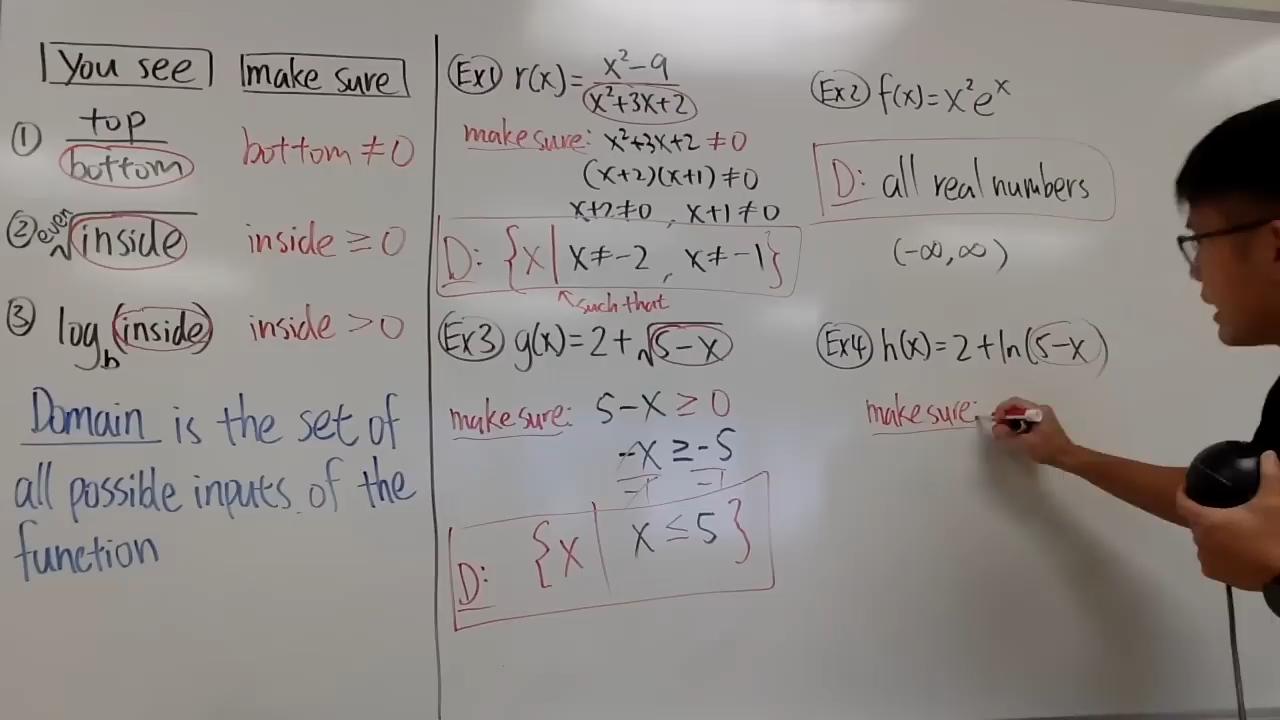 You see make sure
① top/bottom bottom ≠ 0
② even√inside inside ≥ 0
③ log_b(inside) inside > 0
Domain is the set of
all possible inputs of the
function
Ex1 r(x) = (x²-9)/(x²+3x+2)
make sure: x²+3x+2 ≠ 0
(x+2)(x+1) ≠ 0
x+2≠0, x+1≠0
D: {x | x≠-2, x≠-1}
such that
Ex2 f(x) = x²eˣ
D: all real numbers
(-∞,∞)
Ex3 g(x) = 2+√(5-x)
make sure: 5-x ≥ 0
-x ≥ -5
-1 -1
D: {x | x ≤ 5}
Ex4 h(x) = 2+ln(5-x)
make sure: